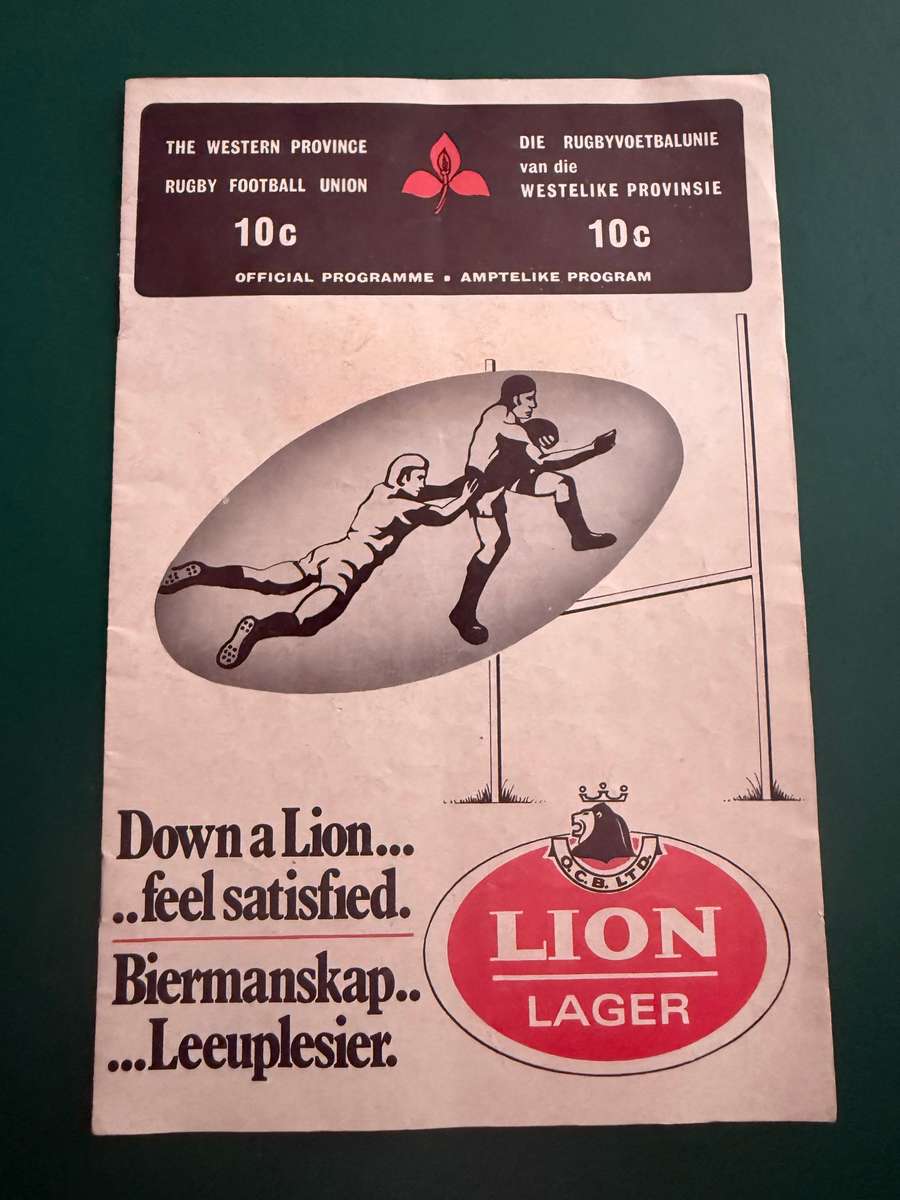 THE WESTERN PROVINCE
RUGBY FOOTBALL UNION
10c
DIE RUGBYVOETBALUNIE
van die
WESTELIKE PROVINSIE
10c
OFFICIAL PROGRAMME • AMPTELIKE PROGRAM
Down a Lion...
..feel satisfied.
Biermanskap..
...Leeuplesier.
O.C.B. LTD.
LION
LAGER